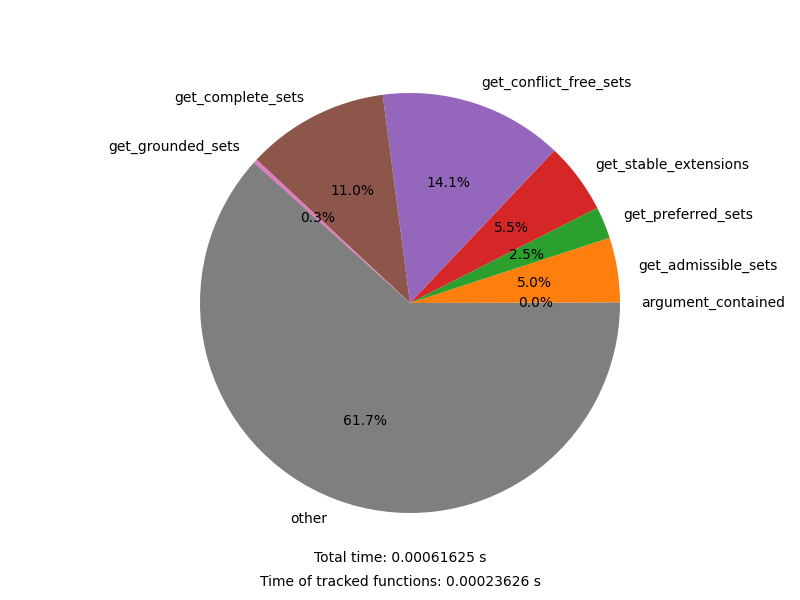 get_conflict_free_sets
get_complete_sets
get_grounded_sets
get_stable_extensions
get_preferred_sets
get_admissible_sets
argument_contained
14.1%
11.0%
0.3%
5.5%
2.5%
5.0%
0.0%
61.7%
other
Total time: 0.00061625 s
Time of tracked functions: 0.00023626 s